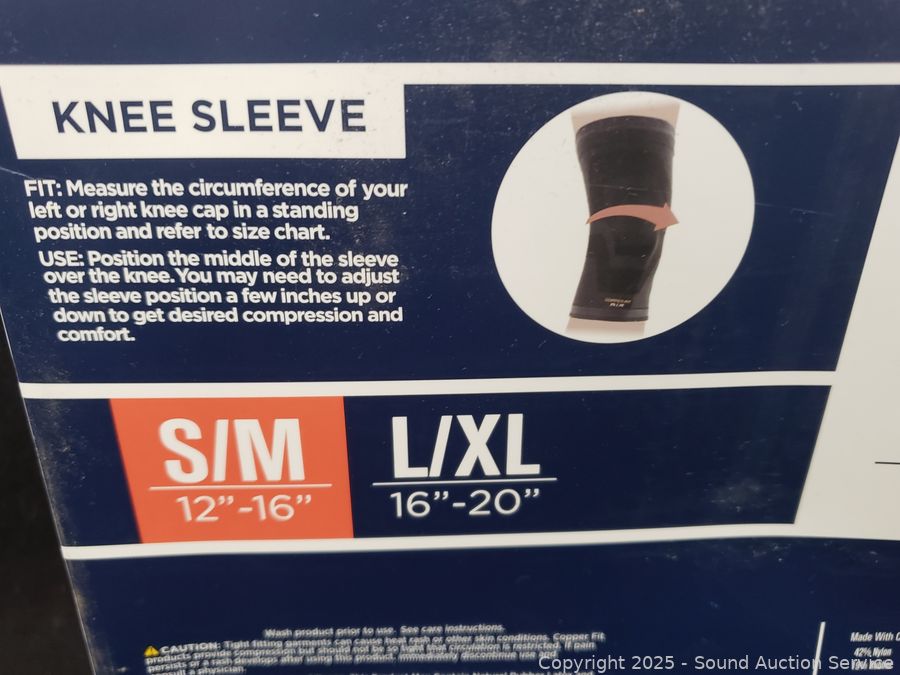 KNEE SLEEVE
FIT: Measure the circumference of your
left or right knee cap in a standing
position and refer to size chart.
USE: Position the middle of the sleeve
over the knee. You may need to adjust
the sleeve position a few inches up or
down to get desired compression and
comfort.
S/M
12"-16"
L/XL
16"-20"
Wash product prior to use. See care instructions.
CAUTION: Tight fitting garments can cause heat rash or other skin conditions. Copper Fit
products provide compression but should not be so tight that circulation is restricted. If pain
persists or a rash develops after using this product, immediately discontinue use and
consult a physician.
Made With
42% Nylon
Copyright 2025 - Sound Auction Service